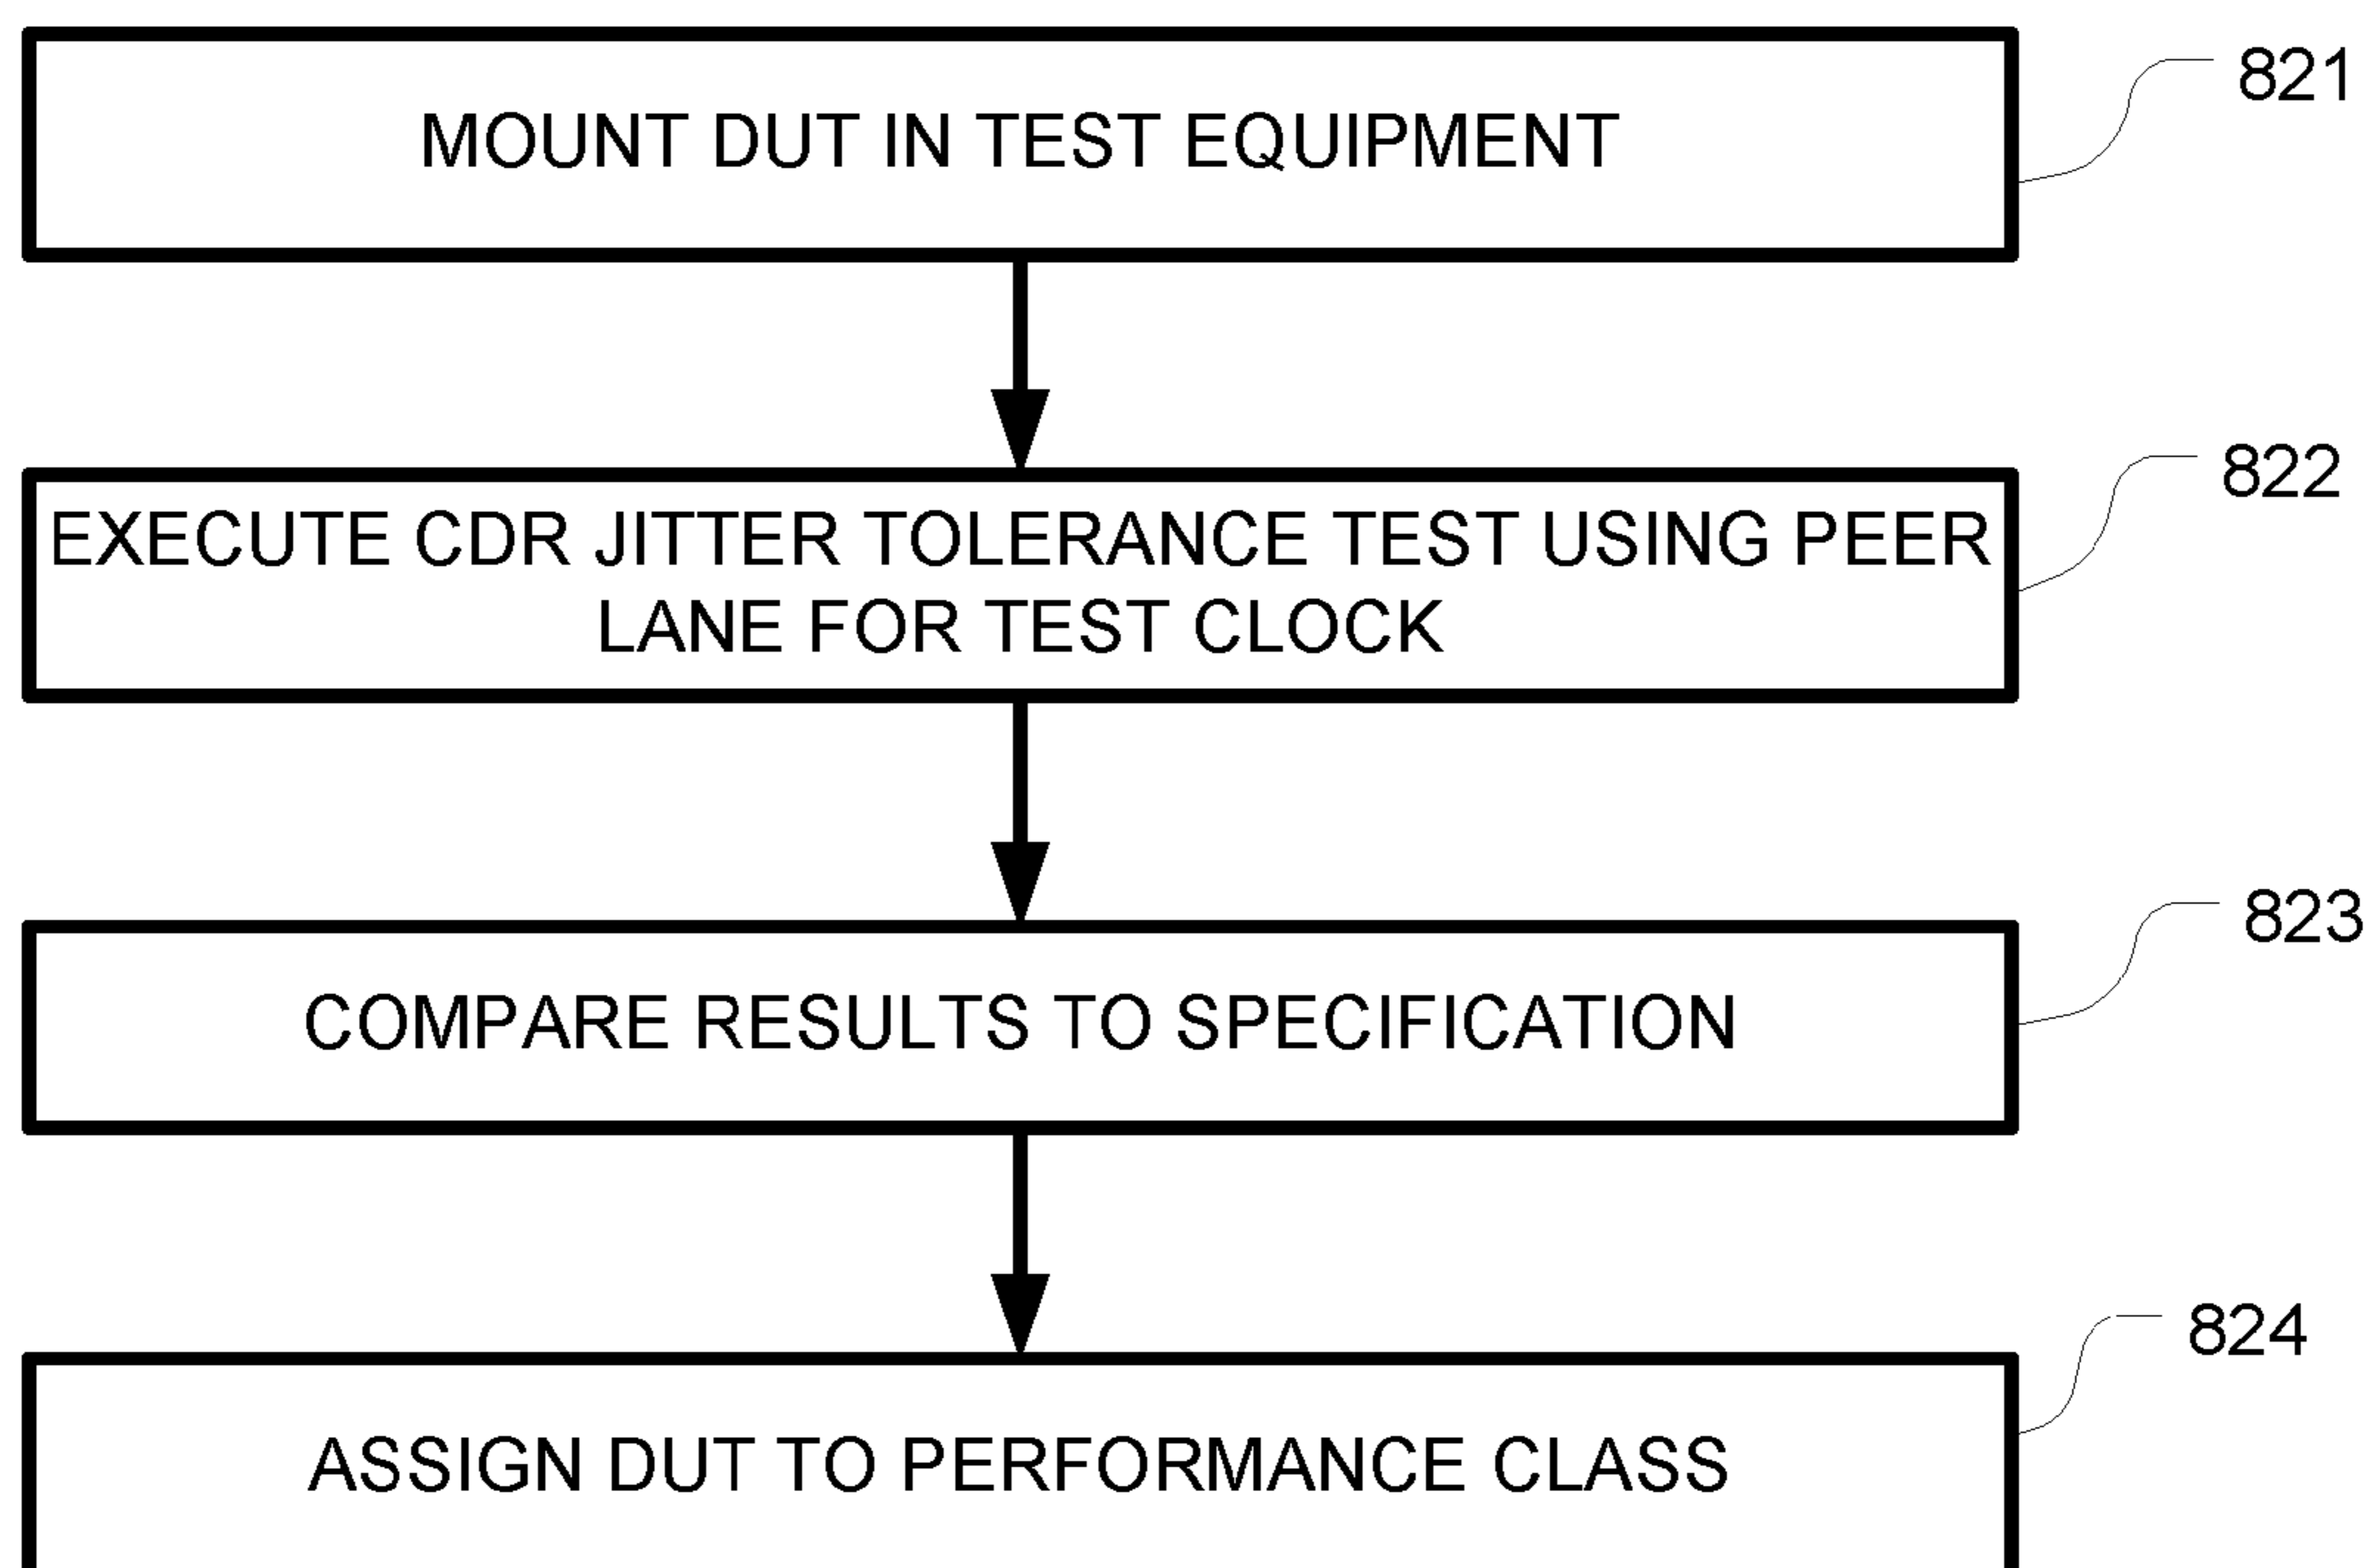 821
MOUNT DUT IN TEST EQUIPMENT
822
EXECUTE CDR JITTER TOLERANCE TEST USING PEER
LANE FOR TEST CLOCK
823
COMPARE RESULTS TO SPECIFICATION
824
ASSIGN DUT TO PERFORMANCE CLASS